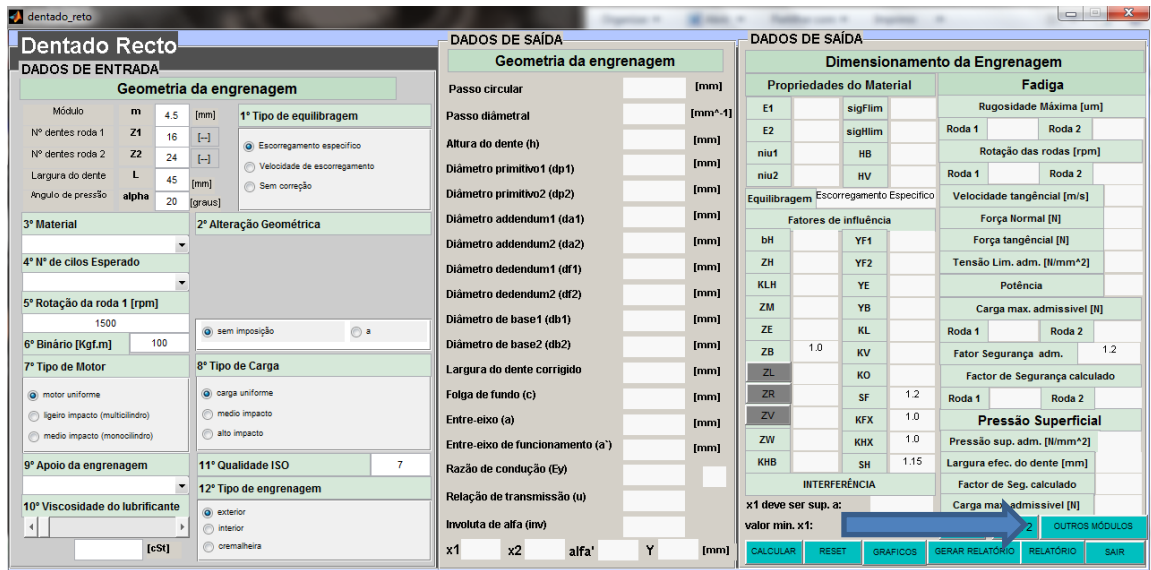 dentado_reto
Dentado Recto
DADOS DE ENTRADA
Geometria da engrenagem
Módulo m 4.5 [mm]
Nº dentes roda 1 Z1 16 [--]
Nº dentes roda 2 Z2 24 [--]
Largura do dente L 45 [mm]
Angulo de pressão alpha 20 [graus]
1º Tipo de equilibragem
Escorregamento especifico
Velocidade de escorregamento
Sem correção
3º Material
2º Alteração Geométrica
4º Nº de cilos Esperado
5º Rotação da roda 1 [rpm]
1500
sem imposição a
6º Binário [Kgf.m] 100
7º Tipo de Motor
motor uniforme
ligeiro impacto (multicilindro)
medio impacto (monocilindro)
8º Tipo de Carga
carga uniforme
medio impacto
alto impacto
9º Apoio da engrenagem
11º Qualidade ISO 7
10º Viscosidade do lubrificante
[cSt]
12º Tipo de engrenagem
exterior
interior
cremalheira
DADOS DE SAÍDA
Geometria da engrenagem
Passo circular [mm]
Passo diâmetral [mm^-1]
Altura do dente (h) [mm]
Diâmetro primitivo1 (dp1) [mm]
Diâmetro primitivo2 (dp2) [mm]
Diâmetro addendum1 (da1) [mm]
Diâmetro addendum2 (da2) [mm]
Diâmetro dedendum1 (df1) [mm]
Diâmetro dedendum2 (df2) [mm]
Diâmetro de base1 (db1) [mm]
Diâmetro de base2 (db2) [mm]
Largura do dente corrigido [mm]
Folga de fundo (c) [mm]
Entre-eixo (a) [mm]
Entre-eixo de funcionamento (a`) [mm]
Razão de condução (Ey)
Relação de transmissão (u)
Involuta de alfa (inv)
x1 x2 alfa' Y [mm]
DADOS DE SAÍDA
Dimensionamento da Engrenagem
Propriedades do Material
E1 sigFlim
E2 sigHlim
niu1 HB
niu2 HV
Equilibragem Escorregamento Especifico
Fatores de influência
bH YF1
ZH YF2
KLH YE
ZM YB
ZE KL
ZB 1.0 KV
ZL KO
ZR SF 1.2
ZV KFX 1.0
ZW KHX 1.0
KHB SH 1.15
INTERFERÊNCIA
x1 deve ser sup. a:
valor min. x1:
Fadiga
Rugosidade Máxima [um]
Roda 1 Roda 2
Rotação das rodas [rpm]
Roda 1 Roda 2
Velocidade tangêncial [m/s]
Força Normal [N]
Força tangêncial [N]
Tensão Lim. adm. [N/mm^2]
Potência
Carga max. admissivel [N]
Roda 1 Roda 2
Fator Segurança adm. 1.2
Factor de Segurança calculado
Roda 1 Roda 2
Pressão Superficial
Pressão sup. adm. [N/mm^2]
Largura efec. do dente [mm]
Factor de Seg. calculado
Carga max. admissivel [N]
2 OUTROS MÓDULOS
CALCULAR RESET GRAFICOS GERAR RELATÓRIO RELATÓRIO SAIR